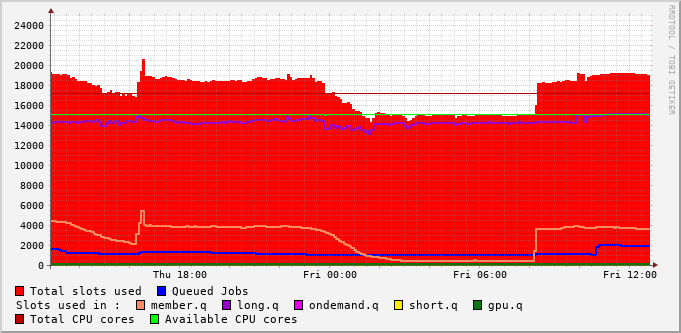 24000
22000
20000
18000
16000
14000
12000
10000
8000
6000
4000
2000
0
Thu 18:00 Fri 00:00 Fri 06:00 Fri 12:00
Total slots used Queued Jobs
Slots used in : member.q long.q ondemand.q short.q gpu.q
Total CPU cores Available CPU cores
RRDTOOL / TOBI OETIKER